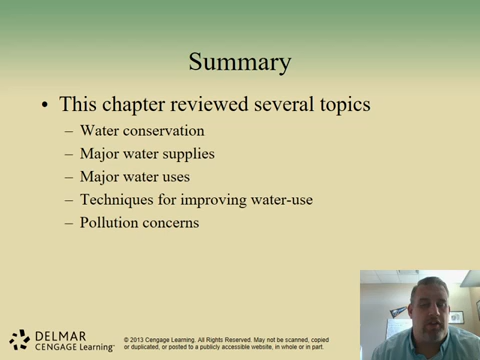 Summary
• This chapter reviewed several topics
– Water conservation
– Major water supplies
– Major water uses
– Techniques for improving water-use
– Pollution concerns
DELMAR
CENGAGE Learning™
© 2013 Cengage Learning. All Rights Reserved. May not be scanned, copied
or duplicated, or posted to a publicly accessible website, in whole or in part.